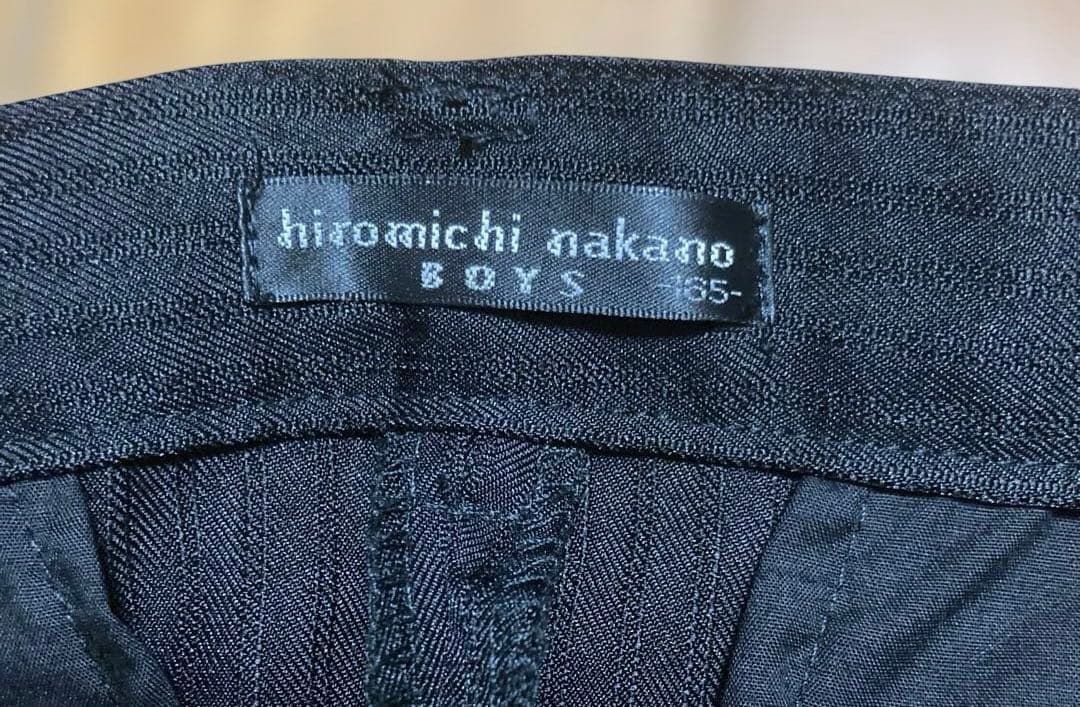 hiromichi nakano
BOYS -165-